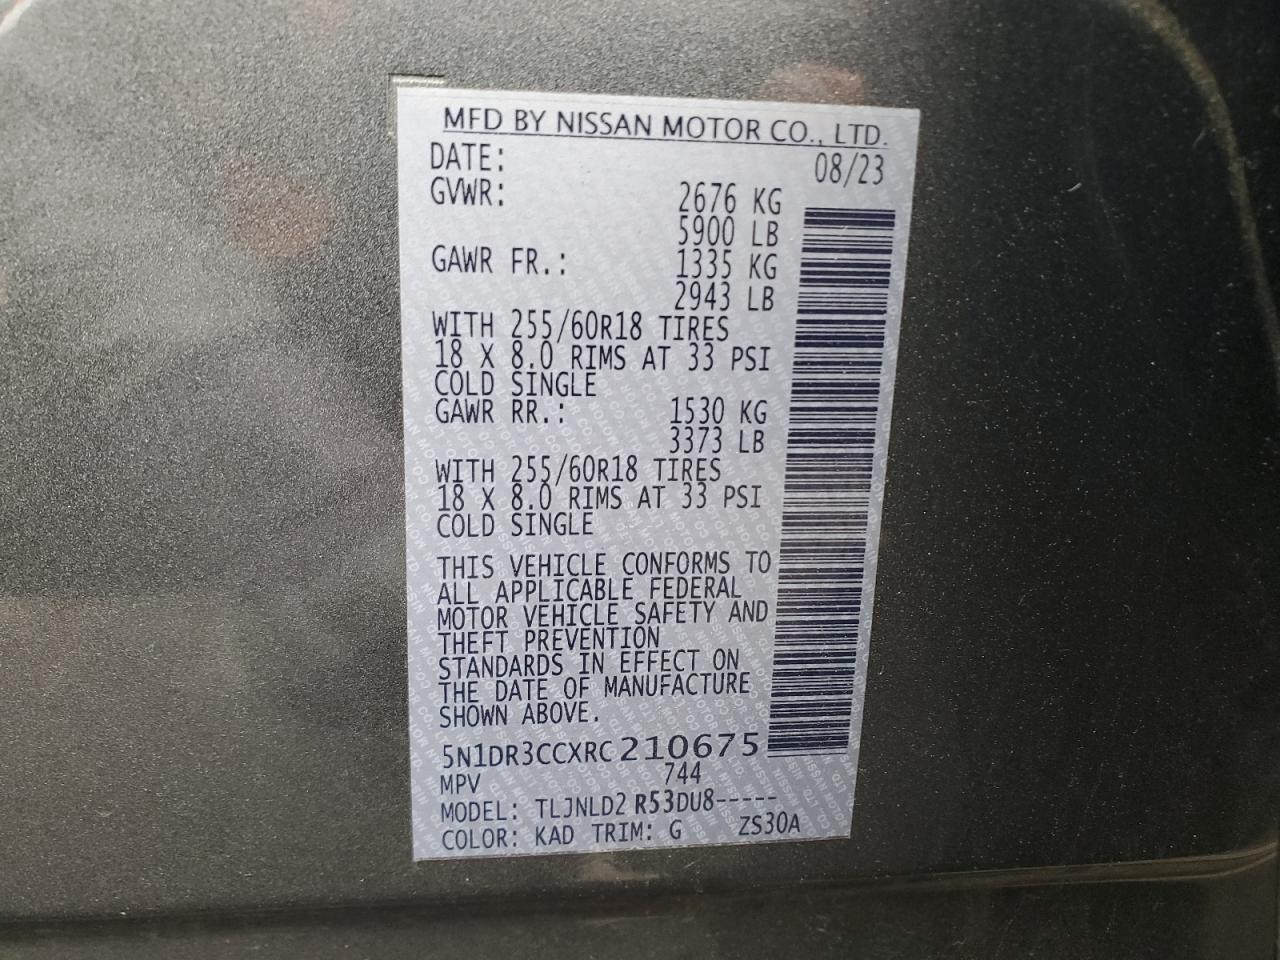 MFD BY NISSAN MOTOR CO., LTD.
DATE: 08/23
GVWR: 2676 KG
5900 LB
GAWR FR.: 1335 KG
2943 LB
WITH 255/60R18 TIRES
18 X 8.0 RIMS AT 33 PSI
COLD SINGLE
GAWR RR.: 1530 KG
3373 LB
WITH 255/60R18 TIRES
18 X 8.0 RIMS AT 33 PSI
COLD SINGLE
THIS VEHICLE CONFORMS TO
ALL APPLICABLE FEDERAL
MOTOR VEHICLE SAFETY AND
THEFT PREVENTION
STANDARDS IN EFFECT ON
THE DATE OF MANUFACTURE
SHOWN ABOVE.
5N1DR3CCXRC210675
MPV 744
MODEL: TLJNLD2 R53DU8-----
COLOR: KAD TRIM: G ZS30A